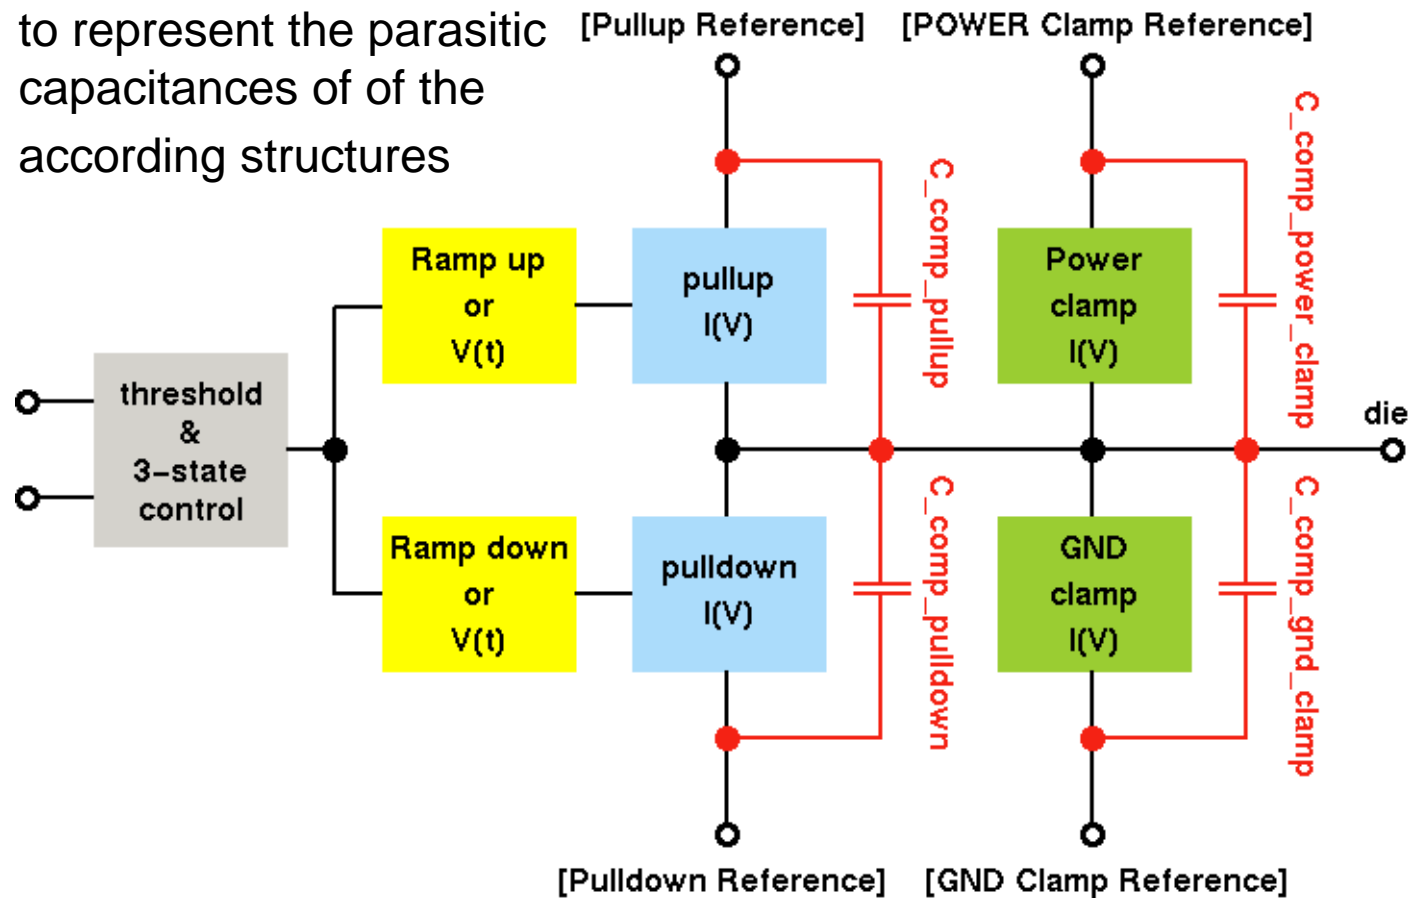 to represent the parasitic
capacitances of of the
according structures
[Pullup Reference]
[POWER Clamp Reference]
C_comp_pullup
C_comp_power_clamp
Ramp up
or
V(t)
pullup
I(V)
Power
clamp
I(V)
threshold
&
3−state
control
die
Ramp down
or
V(t)
pulldown
I(V)
GND
clamp
I(V)
C_comp_pulldown
C_comp_gnd_clamp
[Pulldown Reference]
[GND Clamp Reference]